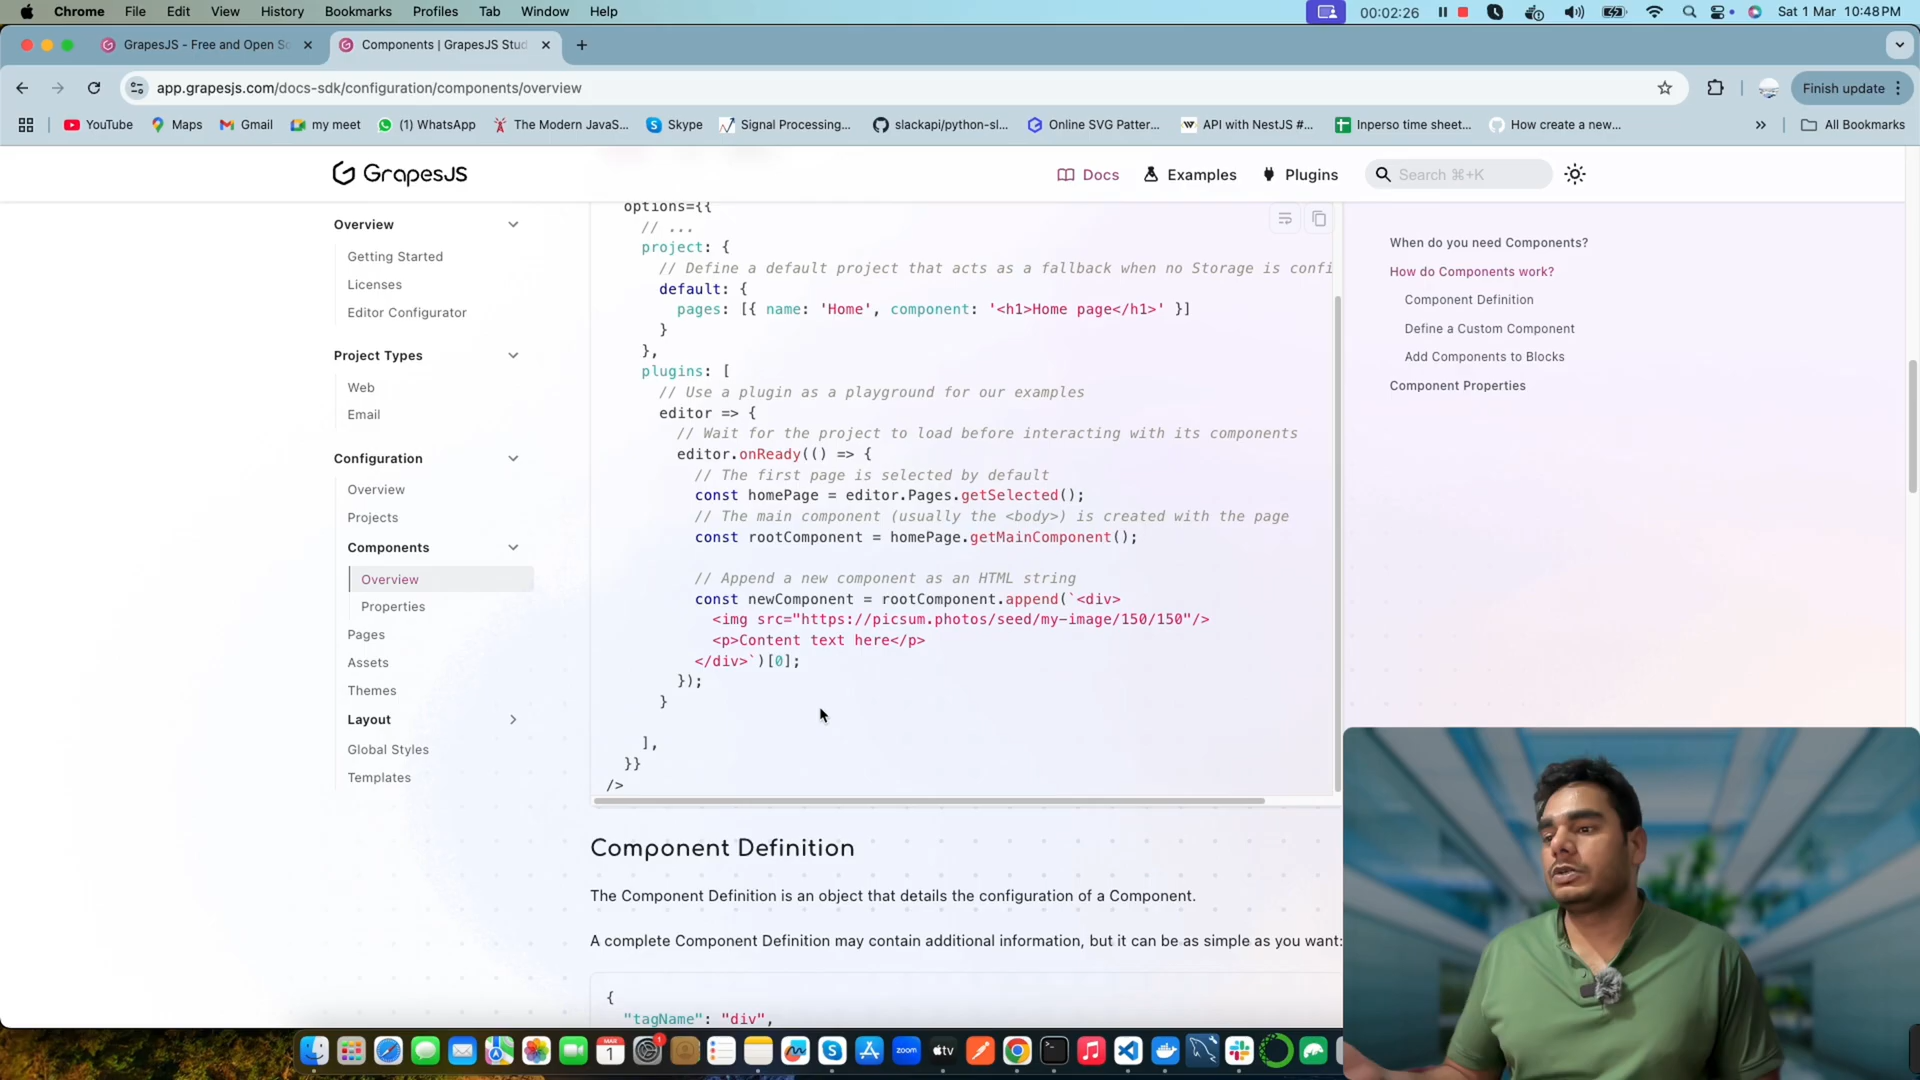 Chrome File Edit View History Bookmarks Profiles Tab Window Help 00:02:26 Sat 1 Mar 10:48 PM
GrapesJS - Free and Open So Components | GrapesJS Stud
app.grapesjs.com/docs-sdk/configuration/components/overview Finish update
YouTube Maps Gmail my meet (1) WhatsApp The Modern JavaS... Skype Signal Processing... slackapi/python-sl... Online SVG Patter... API with NestJS #... Inperso time sheet... How create a new... » All Bookmarks
GrapesJS Docs Examples Plugins Search ⌘+K
Overview
Getting Started
Licenses
Editor Configurator
Project Types
Web
Email
Configuration
Overview
Projects
Components
Overview
Properties
Pages
Assets
Themes
Layout
Global Styles
Templates
options={{
// ...
project: {
// Define a default project that acts as a fallback when no Storage is confi
default: {
pages: [{ name: 'Home', component: '<h1>Home page</h1>' }]
}
},
plugins: [
// Use a plugin as a playground for our examples
editor => {
// Wait for the project to load before interacting with its components
editor.onReady(() => {
// The first page is selected by default
const homePage = editor.Pages.getSelected();
// The main component (usually the <body>) is created with the page
const rootComponent = homePage.getMainComponent();
// Append a new component as an HTML string
const newComponent = rootComponent.append(`<div>
<img src="https://picsum.photos/seed/my-image/150/150"/>
<p>Content text here</p>
</div>`)[0];
});
}
],
}}
/>
Component Definition
The Component Definition is an object that details the configuration of a Component.
A complete Component Definition may contain additional information, but it can be as simple as you want:
{
"tagName": "div",
When do you need Components?
How do Components work?
Component Definition
Define a Custom Component
Add Components to Blocks
Component Properties
MAR
1
1
zoom
tv